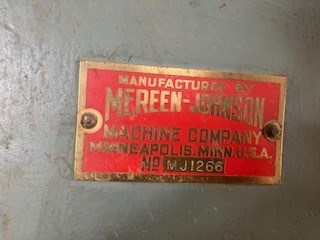 MANUFACTURED BY
MEREEN-JOHNSON
MACHINE COMPANY
MINNEAPOLIS. MINN. U.S.A.
NO MJ1266